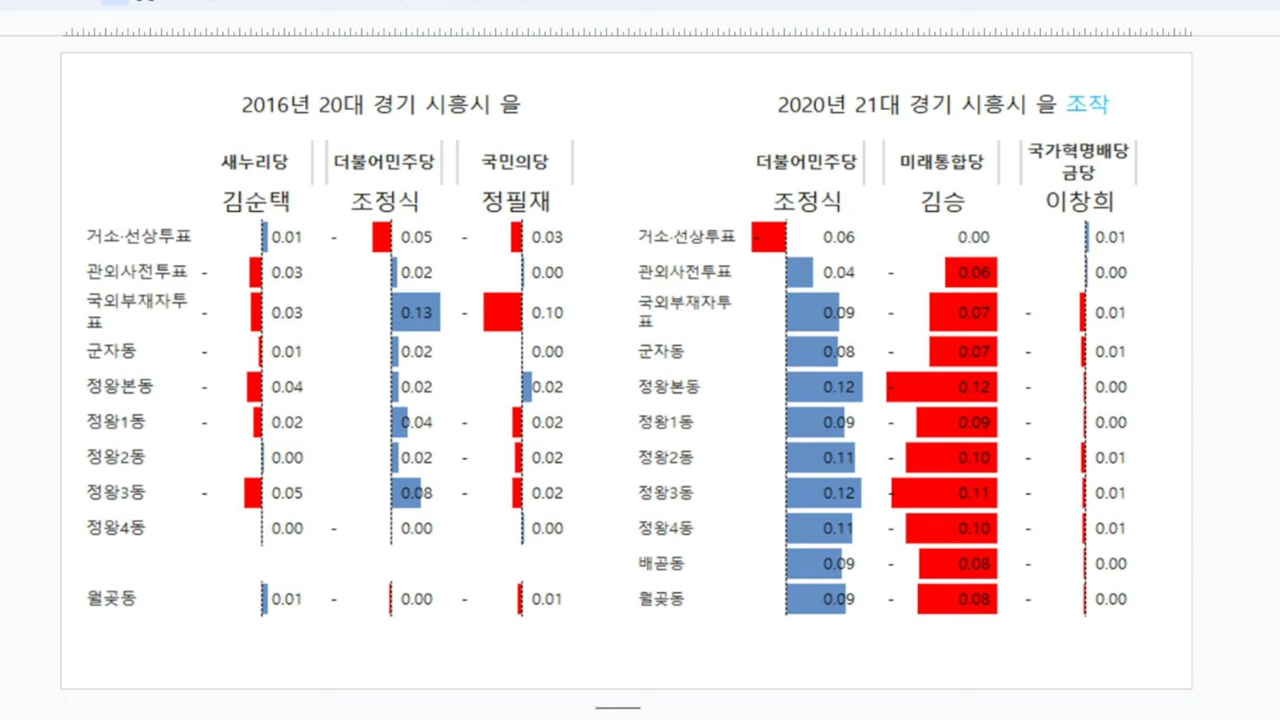 2016년 20대 경기 시흥시 을
새누리당 더불어민주당 국민의당
김순택 조정식 정필재
거소·선상투표 0.01 - 0.05 - 0.03
관외사전투표 - 0.03 0.02 0.00
국외부재자투
표 - 0.03 0.13 - 0.10
군자동 - 0.01 0.02 0.00
정왕본동 - 0.04 0.02 0.02
정왕1동 - 0.02 0.04 - 0.02
정왕2동 0.00 0.02 - 0.02
정왕3동 - 0.05 0.08 - 0.02
정왕4동 0.00 - 0.00 0.00
월곶동 0.01 - 0.00 - 0.01
2020년 21대 경기 시흥시 을 조작
더불어민주당 미래통합당 국가혁명배당
금당
조정식 김승 이창희
거소·선상투표 - 0.06 0.00 0.01
관외사전투표 0.04 - 0.06 0.00
국외부재자투
표 0.09 - 0.07 - 0.01
군자동 0.08 - 0.07 - 0.01
정왕본동 0.12 - 0.12 - 0.00
정왕1동 0.09 - 0.09 - 0.00
정왕2동 0.11 - 0.10 - 0.01
정왕3동 0.12 - 0.11 - 0.01
정왕4동 0.11 - 0.10 - 0.01
배곧동 0.09 - 0.08 - 0.00
월곶동 0.09 - 0.08 - 0.00